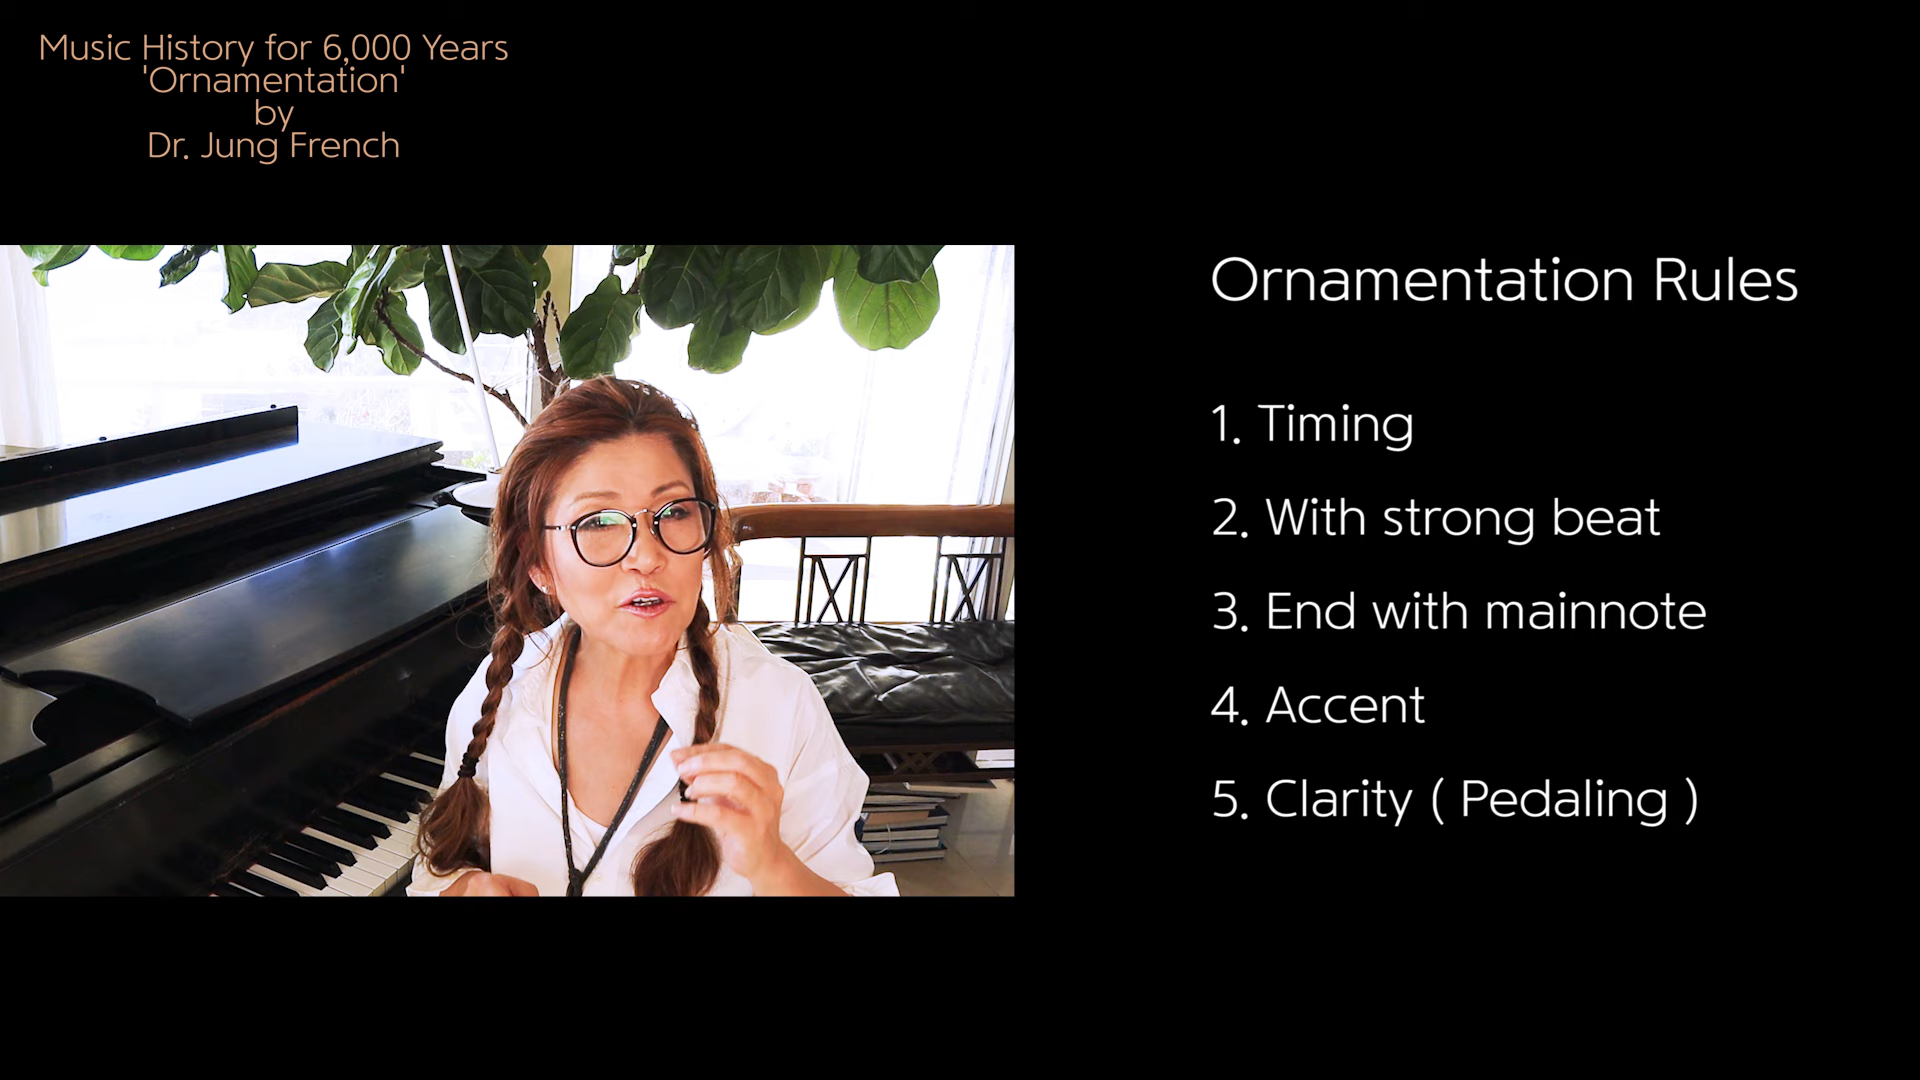 Music History for 6,000 Years
'Ornamentation'
by
Dr. Jung French
Ornamentation Rules
1. Timing
2. With strong beat
3. End with mainnote
4. Accent
5. Clarity ( Pedaling )